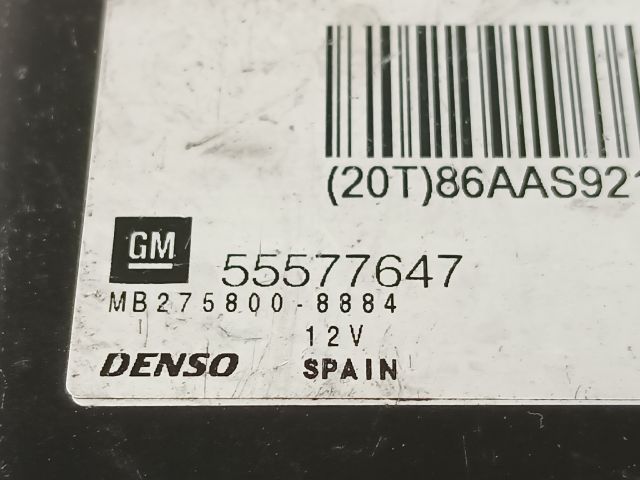 (20T)86AAS921
GM 55577647
MB275800-8884
12V
DENSO SPAIN